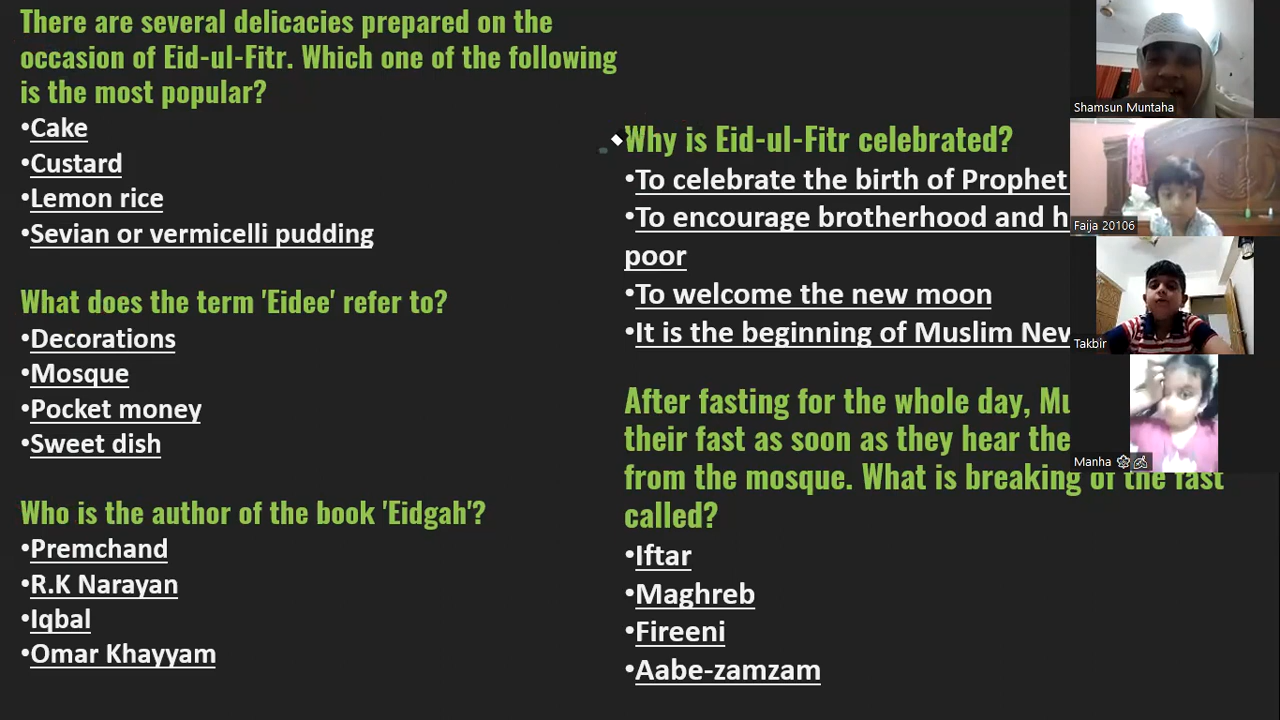 There are several delicacies prepared on the
occasion of Eid-ul-Fitr. Which one of the following
is the most popular?
•Cake
•Custard
•Lemon rice
•Sevian or vermicelli pudding
What does the term 'Eidee' refer to?
•Decorations
•Mosque
•Pocket money
•Sweet dish
Who is the author of the book 'Eidgah'?
•Premchand
•R.K Narayan
•Iqbal
•Omar Khayyam
Why is Eid-ul-Fitr celebrated?
•To celebrate the birth of Prophet
•To encourage brotherhood and
poor
•To welcome the new moon
•It is the beginning of Muslim
After fasting for the whole day,
their fast as soon as they hear the
from the mosque. What is breaking of the fast
called?
•Iftar
•Maghreb
•Fireeni
•Aabe-zamzam
Shamsun Muntaha
Faija 20106
Takbir
Manha